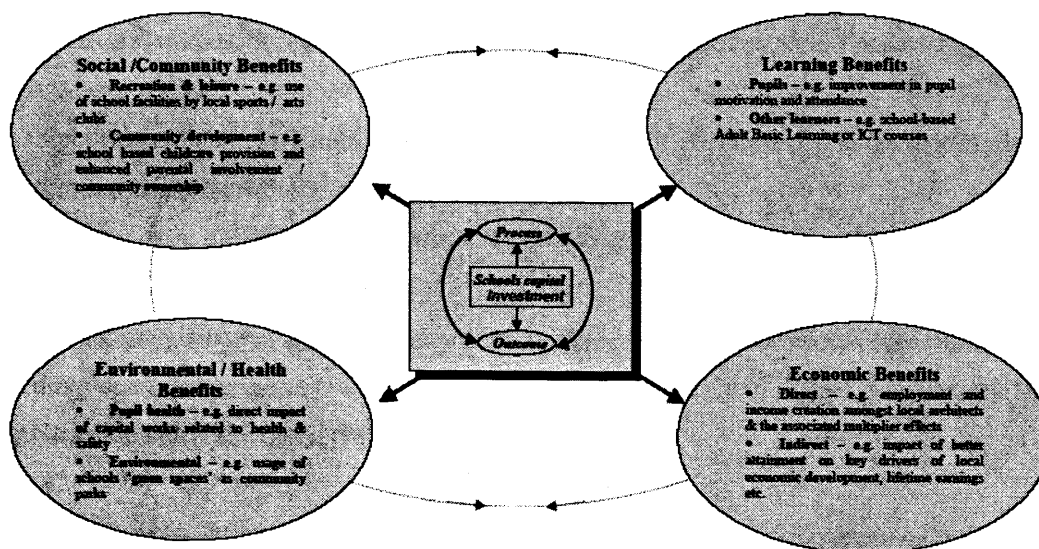 Social /Community Benefits
• Recreation & leisure – e.g. use
of school facilities by local sports / arts
clubs
• Community development – e.g.
school based childcare provision and
enhanced parental involvement /
community ownership
Learning Benefits
• Pupils – e.g. improvement in pupil
motivation and attendance
• Other learners – e.g. school-based
Adult Basic Learning or ICT courses
Process
Schools capital
investment
Outcome
Environmental / Health
Benefits
• Pupil health – e.g. direct impact
of capital works related to health &
safety
• Environmental – e.g. usage of
schools ‘green spaces’ as community
parks
Economic Benefits
• Direct – e.g. employment and
income creation amongst local architects
& the associated multiplier effects
• Indirect – e.g. impact of better
attainment on key drivers of local
economic development, lifetime earnings
etc.